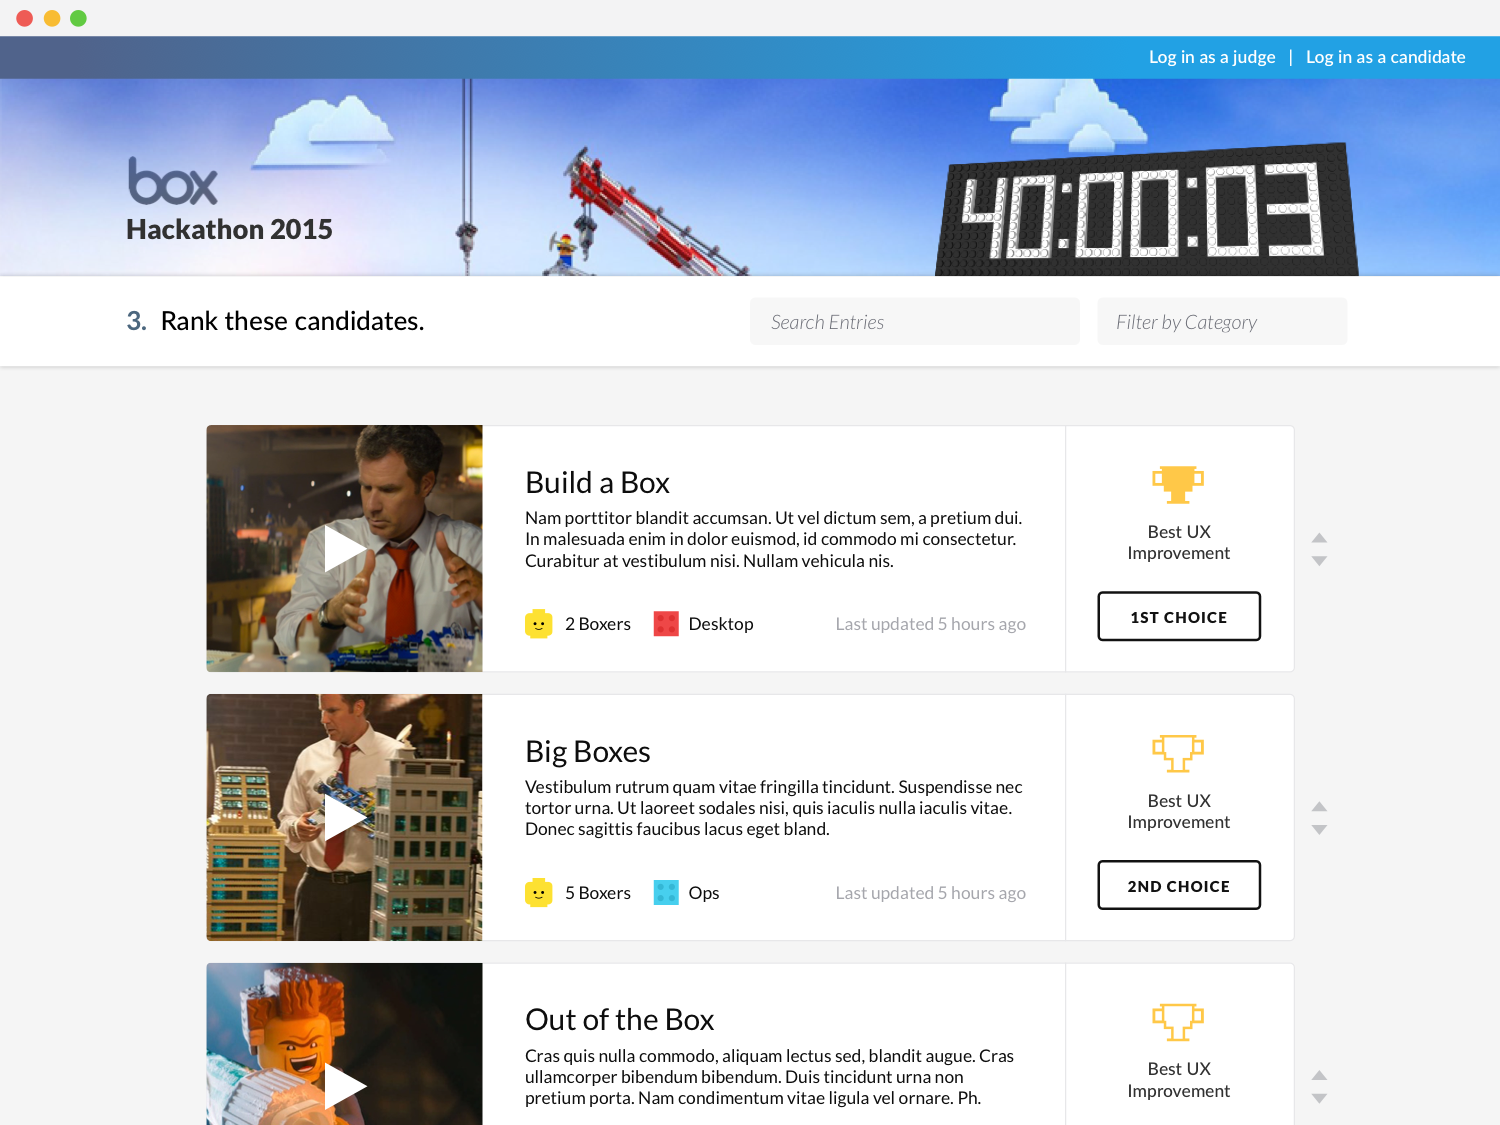 Log in as a judge | Log in as a candidate
box
Hackathon 2015
40:00:03
3. Rank these candidates.
Search Entries
Filter by Category
Build a Box
Nam porttitor blandit accumsan. Ut vel dictum sem, a pretium dui.
In malesuada enim in dolor euismod, id commodo mi consectetur.
Curabitur at vestibulum nisi. Nullam vehicula nis.
2 Boxers
Desktop
Last updated 5 hours ago
Best UX
Improvement
1ST CHOICE
Big Boxes
Vestibulum rutrum quam vitae fringilla tincidunt. Suspendisse nec
tortor urna. Ut laoreet sodales nisi, quis iaculis nulla iaculis vitae.
Donec sagittis faucibus lacus eget bland.
5 Boxers
Ops
Last updated 5 hours ago
Best UX
Improvement
2ND CHOICE
Out of the Box
Cras quis nulla commodo, aliquam lectus sed, blandit augue. Cras
ullamcorper bibendum bibendum. Duis tincidunt urna non
pretium porta. Nam condimentum vitae ligula vel ornare. Ph.
Best UX
Improvement